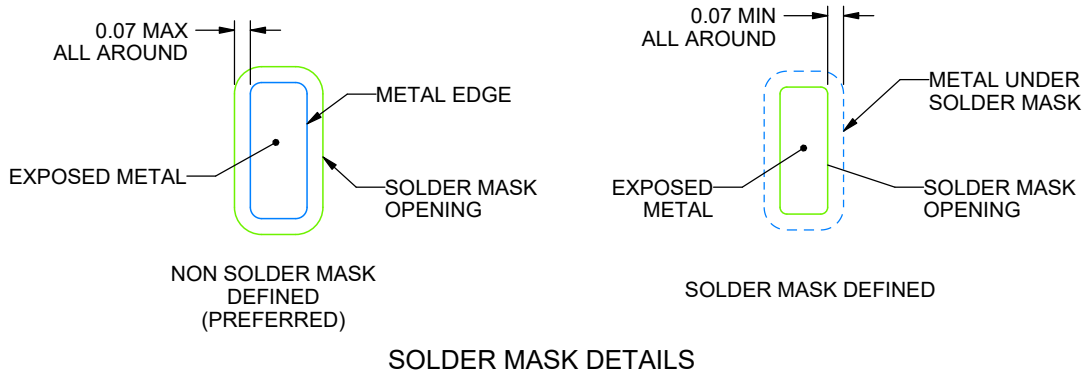 0.07 MAX
ALL AROUND
METAL EDGE
EXPOSED METAL
SOLDER MASK
OPENING
NON SOLDER MASK
DEFINED
(PREFERRED)
0.07 MIN
ALL AROUND
METAL UNDER
SOLDER MASK
EXPOSED
METAL
SOLDER MASK
OPENING
SOLDER MASK DEFINED
SOLDER MASK DETAILS